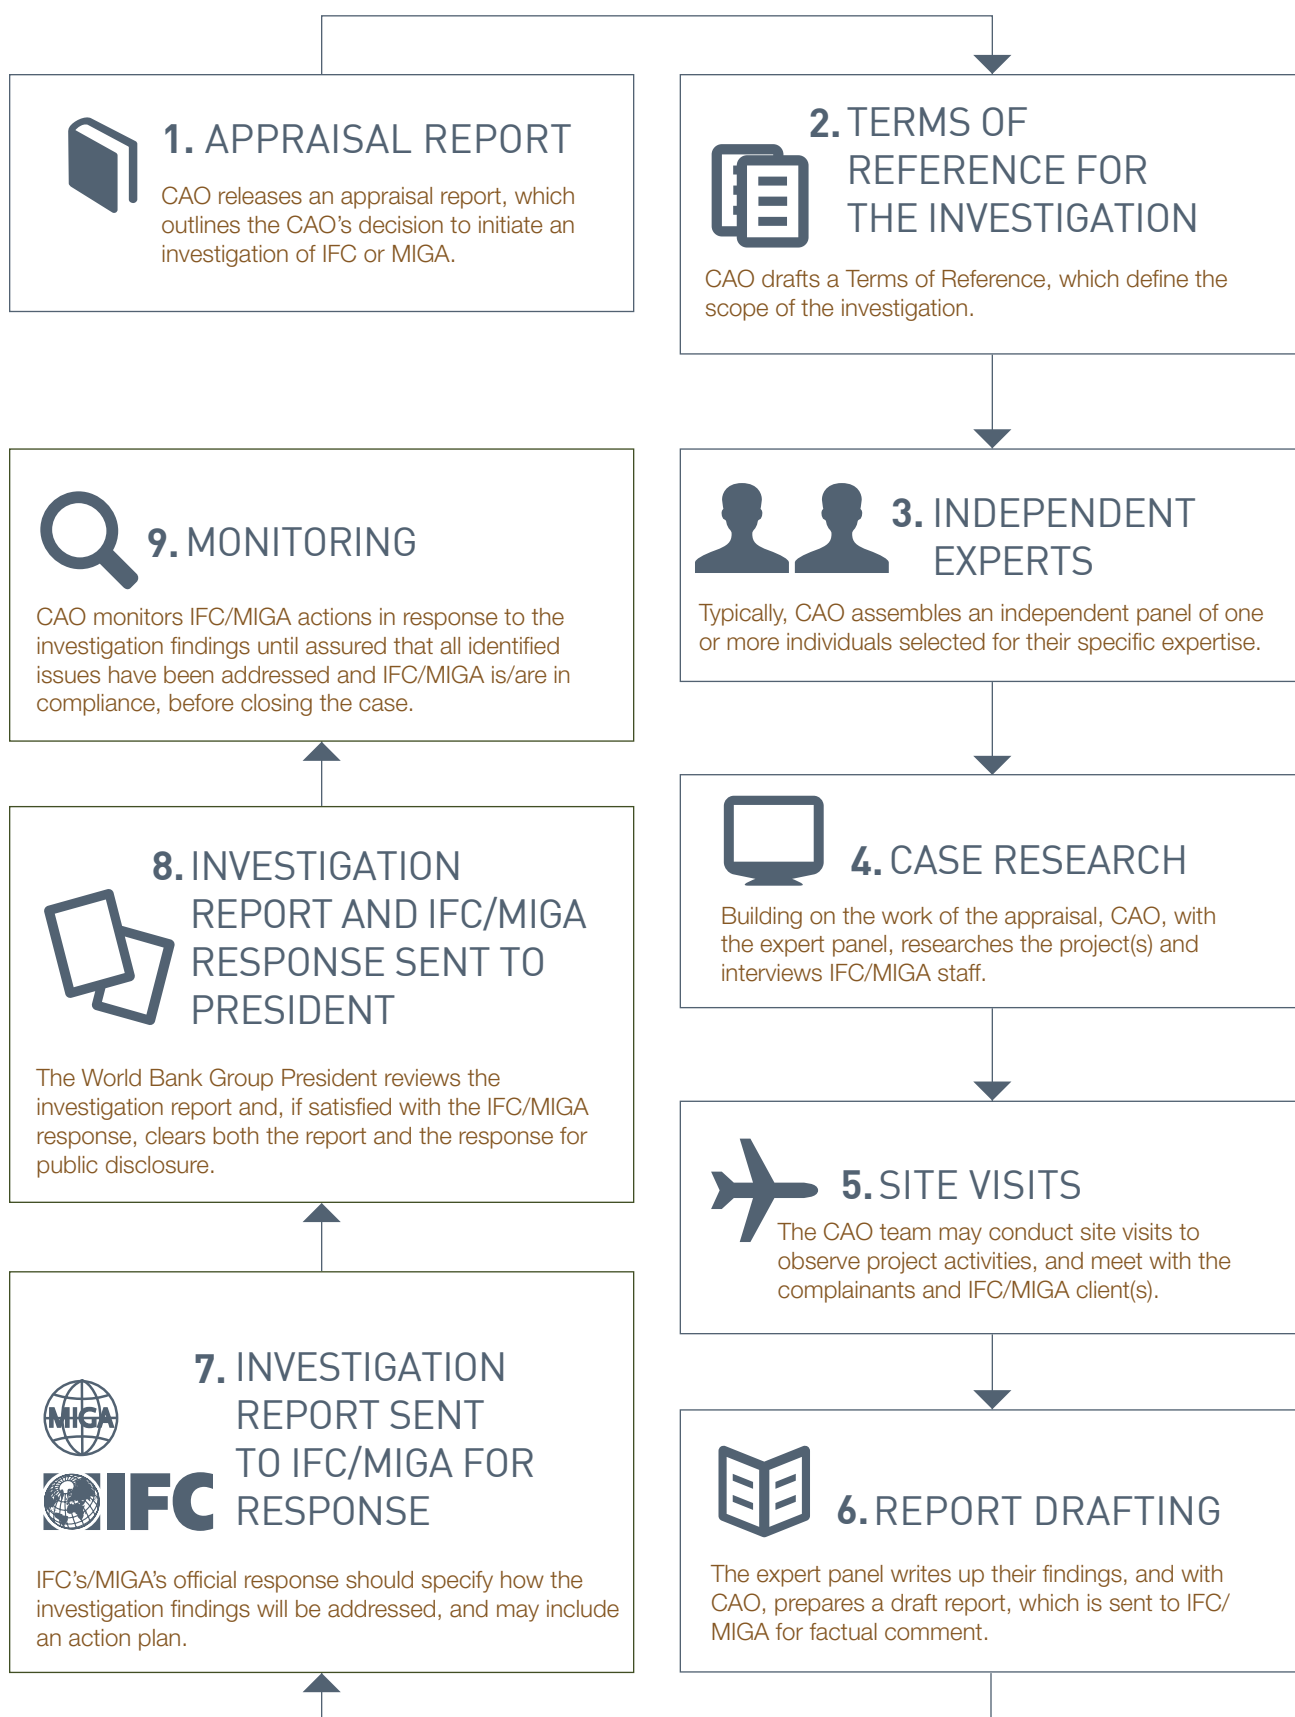 1. APPRAISAL REPORT
CAO releases an appraisal report, which
outlines the CAO’s decision to initiate an
investigation of IFC or MIGA.
2. TERMS OF
REFERENCE FOR
THE INVESTIGATION
CAO drafts a Terms of Reference, which define the
scope of the investigation.
3. INDEPENDENT
EXPERTS
Typically, CAO assembles an independent panel of one
or more individuals selected for their specific expertise.
4. CASE RESEARCH
Building on the work of the appraisal, CAO, with
the expert panel, researches the project(s) and
interviews IFC/MIGA staff.
5. SITE VISITS
The CAO team may conduct site visits to
observe project activities, and meet with the
complainants and IFC/MIGA client(s).
6. REPORT DRAFTING
The expert panel writes up their findings, and with
CAO, prepares a draft report, which is sent to IFC/
MIGA for factual comment.
7. INVESTIGATION
REPORT SENT
TO IFC/MIGA FOR
RESPONSE
MIGA
IFC
IFC’s/MIGA’s official response should specify how the
investigation findings will be addressed, and may include
an action plan.
8. INVESTIGATION
REPORT AND IFC/MIGA
RESPONSE SENT TO
PRESIDENT
The World Bank Group President reviews the
investigation report and, if satisfied with the IFC/MIGA
response, clears both the report and the response for
public disclosure.
9. MONITORING
CAO monitors IFC/MIGA actions in response to the
investigation findings until assured that all identified
issues have been addressed and IFC/MIGA is/are in
compliance, before closing the case.